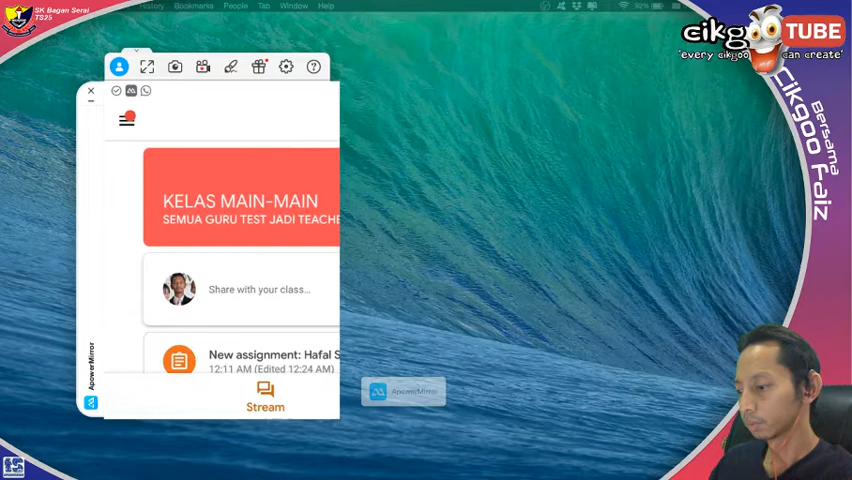 SK Bagan Serai
TS25
History Bookmarks People Tab Window Help
92%
cikgoo TUBE
'every cikgoo can create'
Bersama
Cikgoo Faiz
KELAS MAIN-MAIN
SEMUA GURU TEST JADI TEACHE
Share with your class...
New assignment: Hafal S
12:11 AM (Edited 12:24 AM)
Stream
ApowerMirror
ApowerMirror